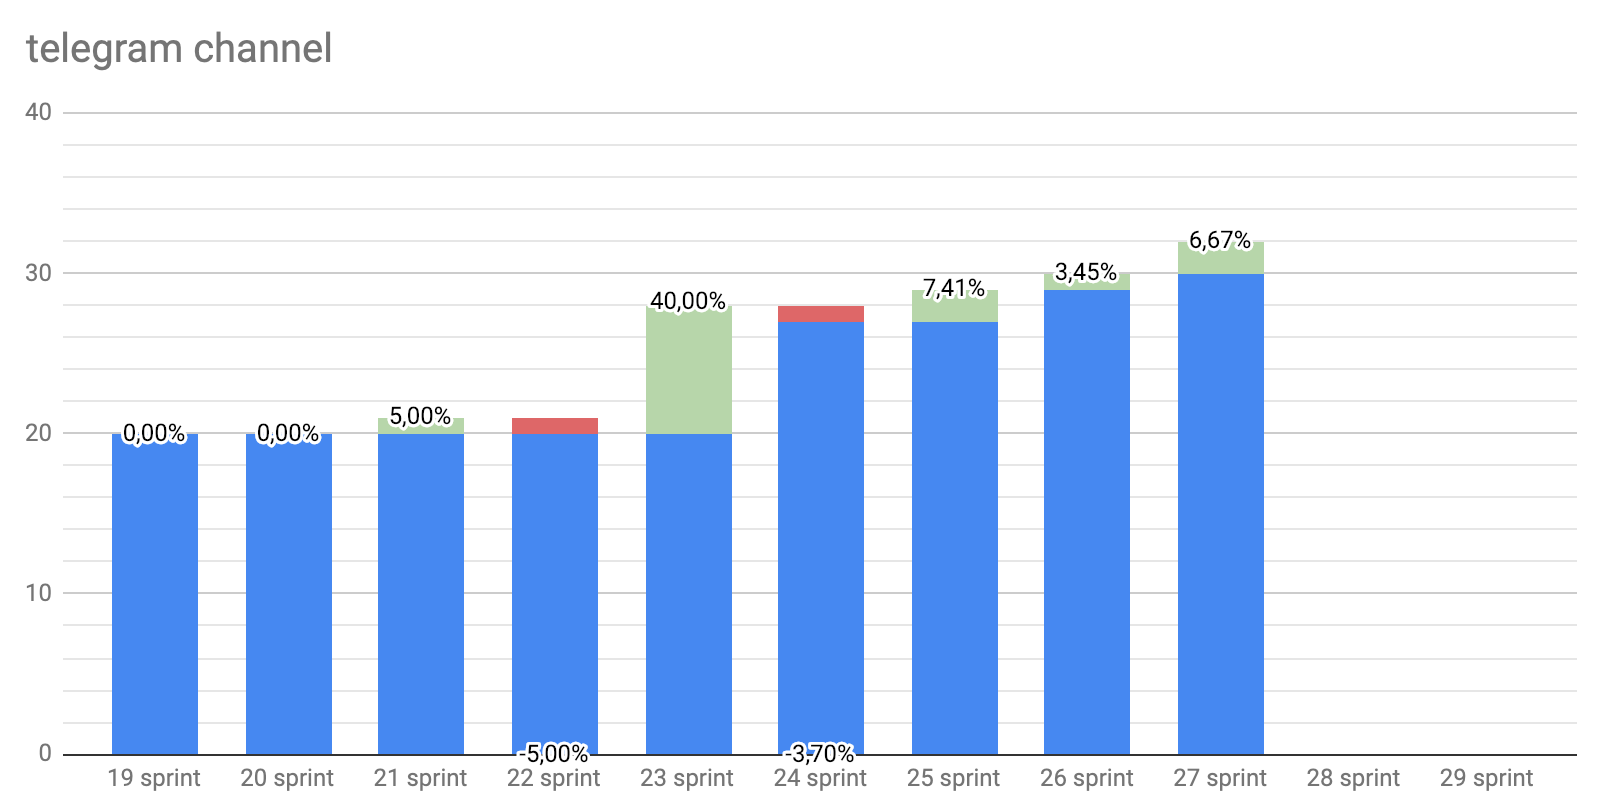 telegram channel
40
30
20
10
0
0,00%
0,00%
5,00%
-5,00%
40,00%
-3,70%
7,41%
3,45%
6,67%
19 sprint
20 sprint
21 sprint
22 sprint
23 sprint
24 sprint
25 sprint
26 sprint
27 sprint
28 sprint
29 sprint